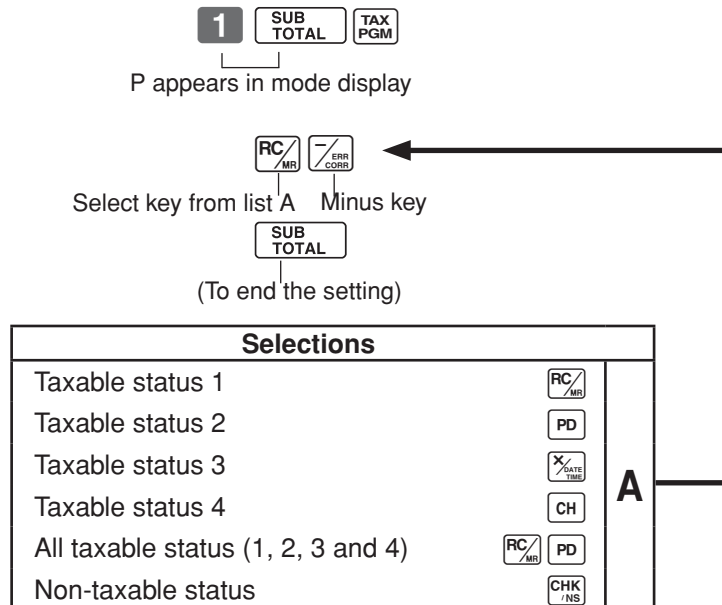 1 SUB TOTAL TAX PGM
P appears in mode display
RC/MR −/ERR CORR
Select key from list A Minus key
SUB TOTAL
(To end the setting)
Selections
Taxable status 1 RC/MR
Taxable status 2 PD
Taxable status 3 ×/DATE TIME
Taxable status 4 CH
All taxable status (1, 2, 3 and 4) RC/MR PD
Non-taxable status CHK/NS
A